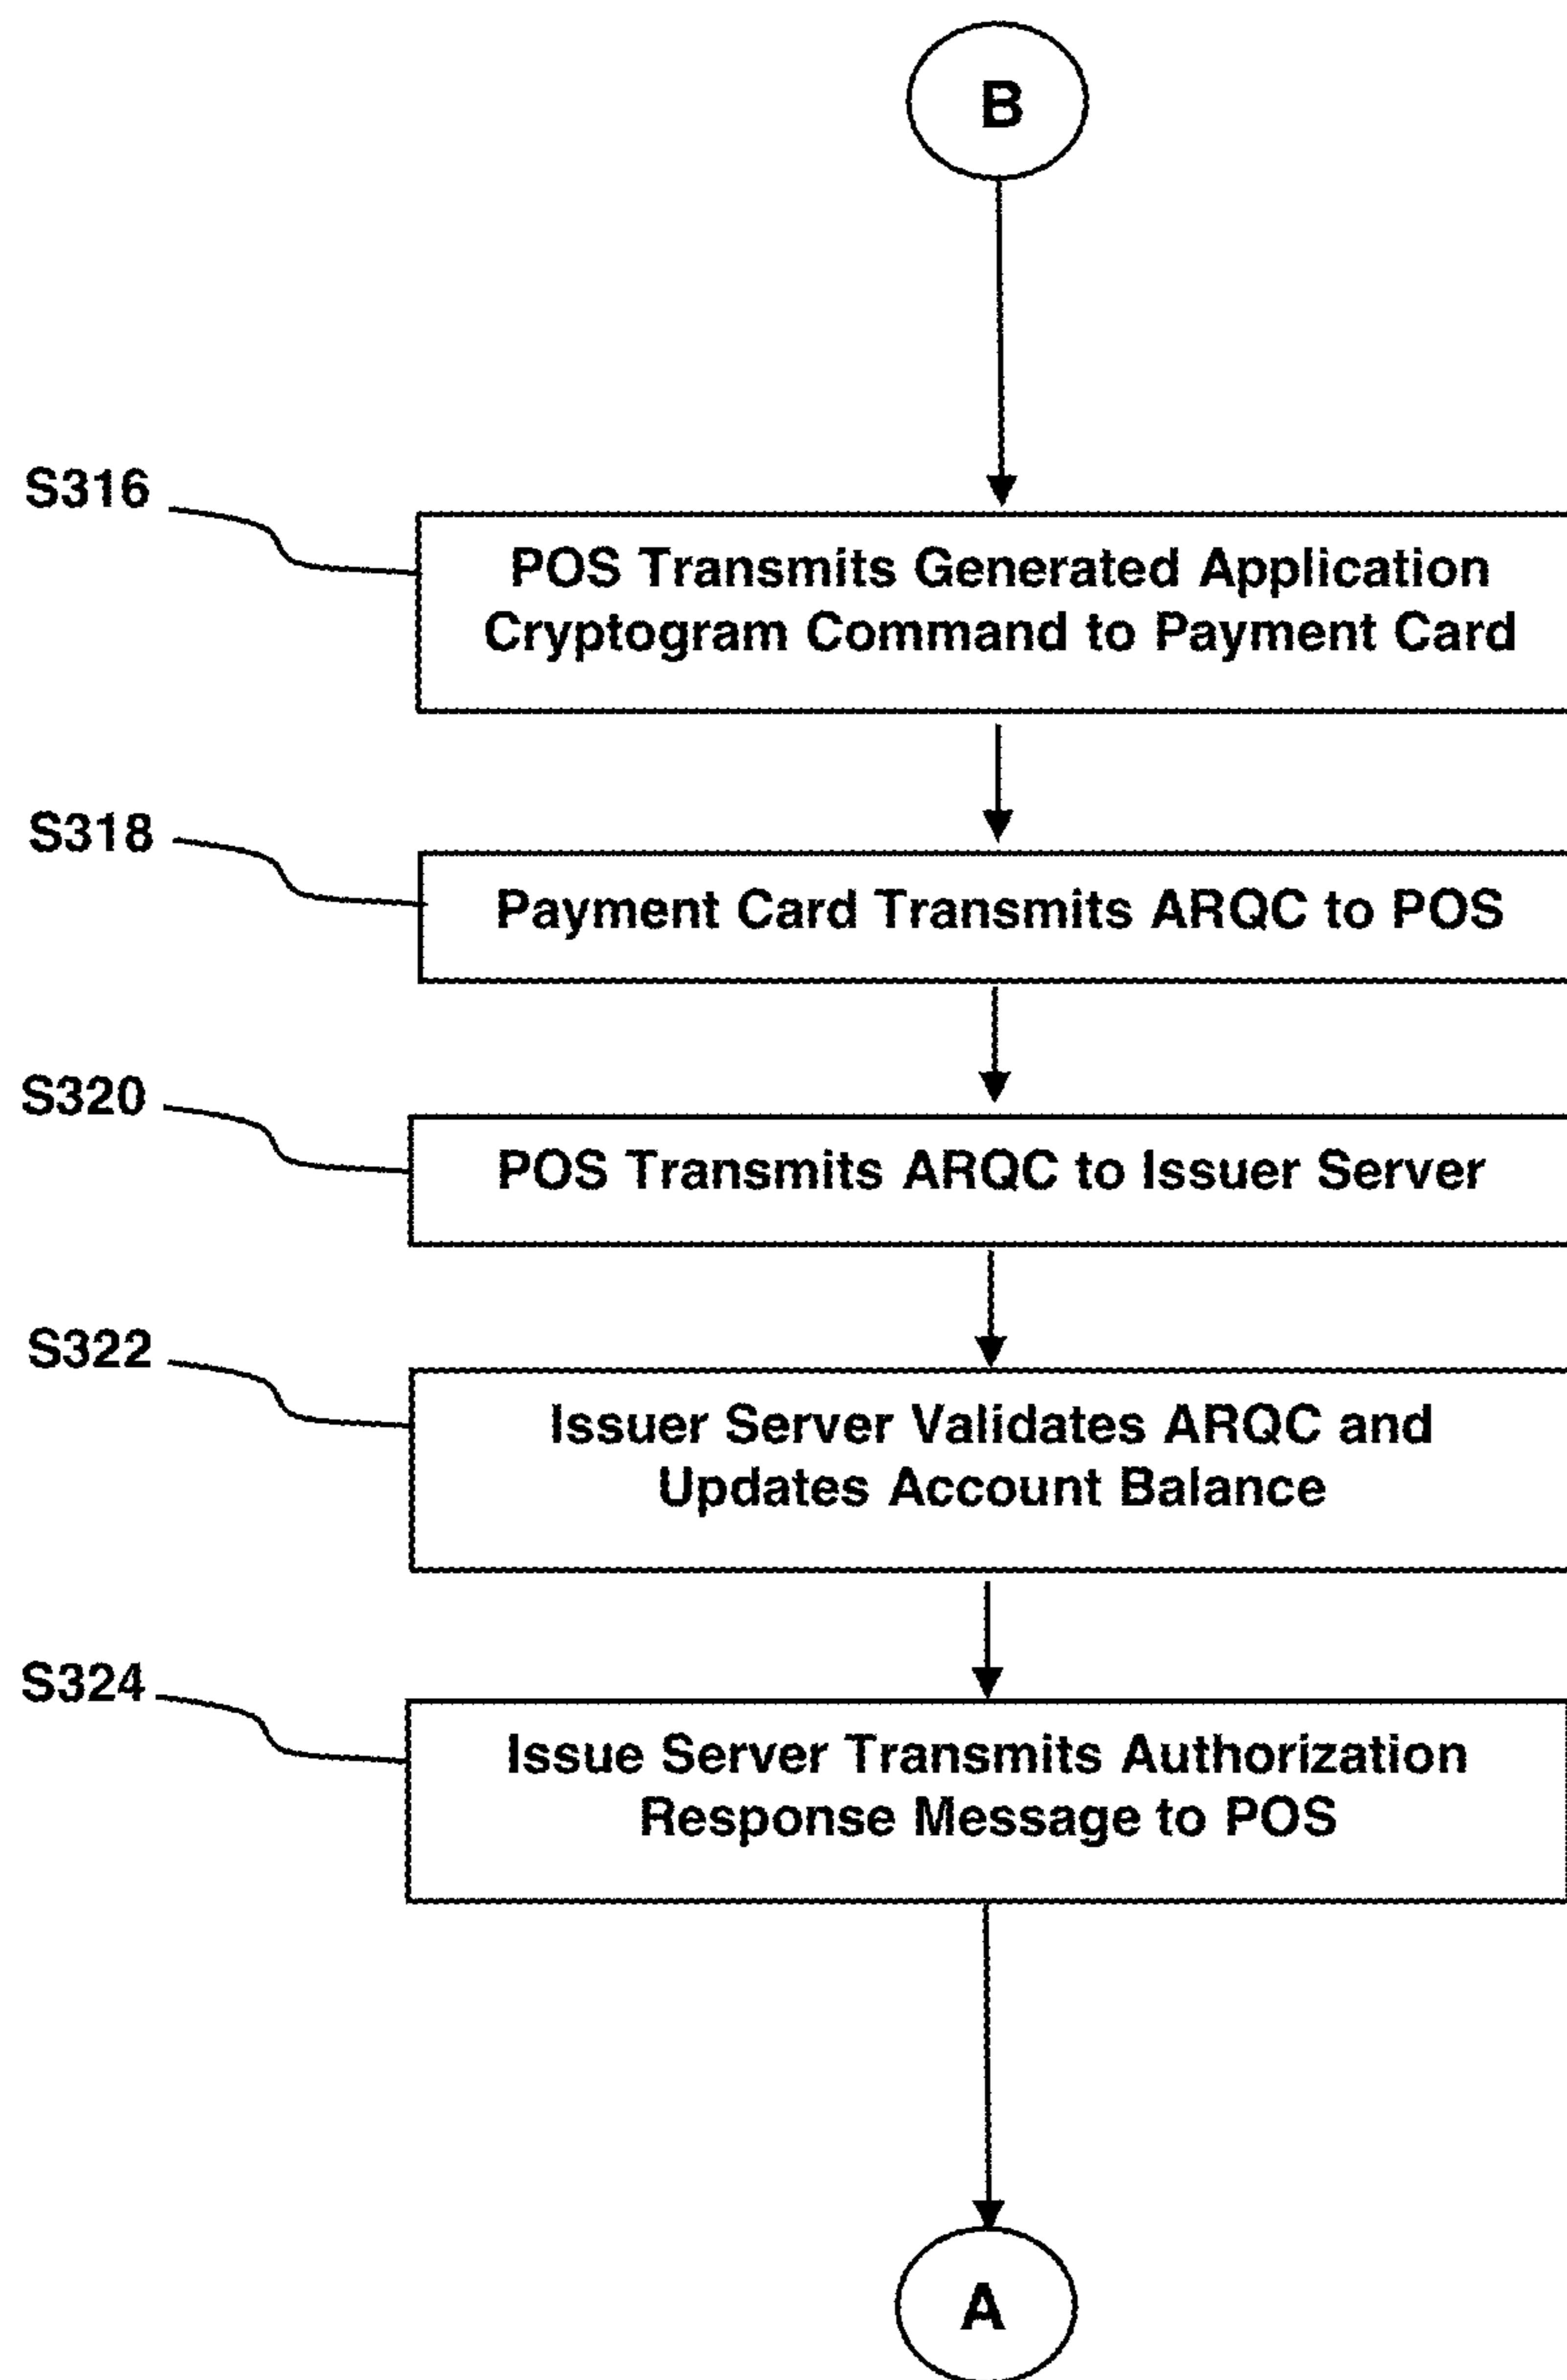 B
S316
POS Transmits Generated Application
Cryptogram Command to Payment Card
S318
Payment Card Transmits ARQC to POS
S320
POS Transmits ARQC to Issuer Server
S322
Issuer Server Validates ARQC and
Updates Account Balance
S324
Issue Server Transmits Authorization
Response Message to POS
A